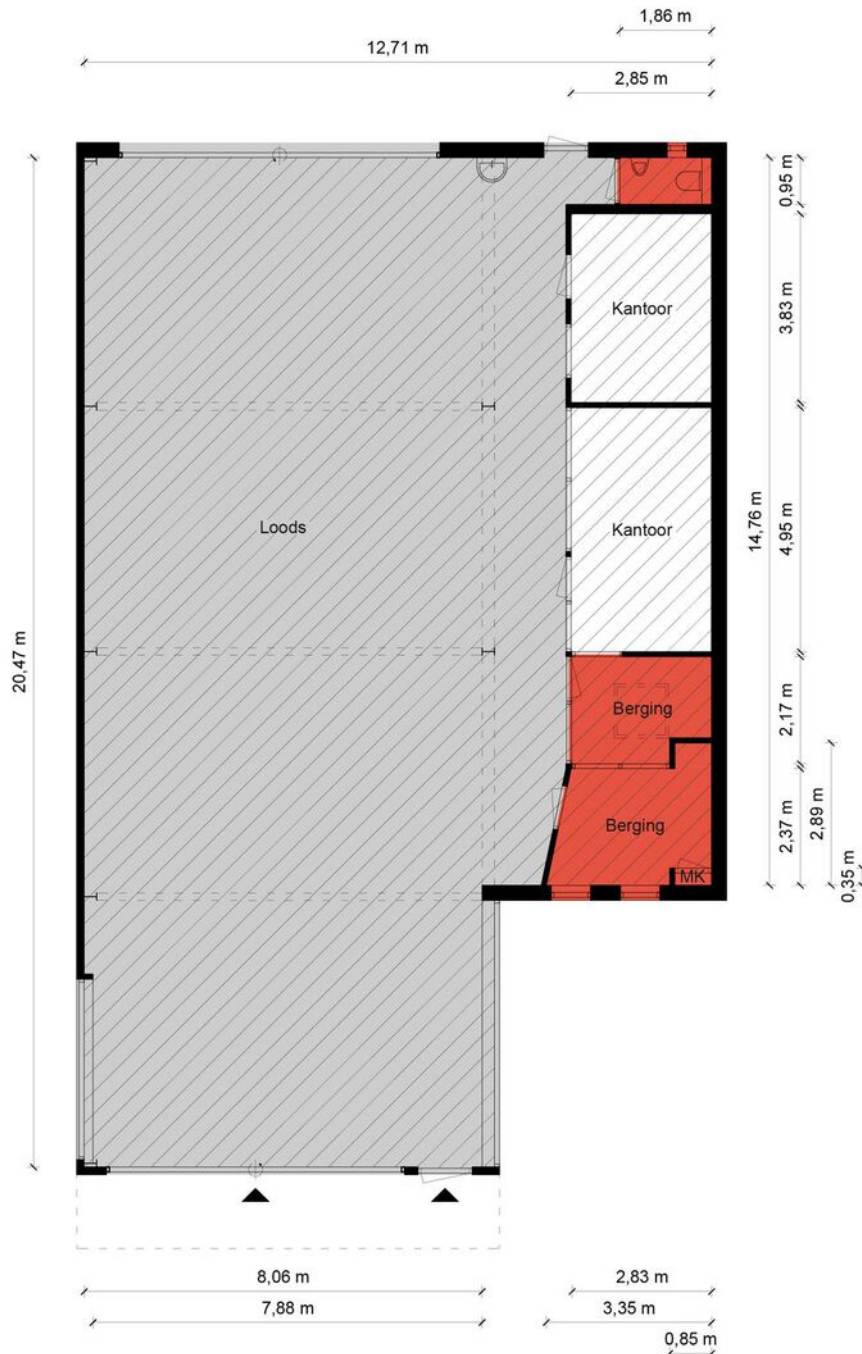 1,86 m
12,71 m
2,85 m
0,95 m
Kantoor
3,83 m
Loods
Kantoor
14,76 m
4,95 m
20,47 m
Berging
2,17 m
Berging
2,37 m
2,89 m
MK
0,35 m
8,06 m
2,83 m
7,88 m
3,35 m
0,85 m